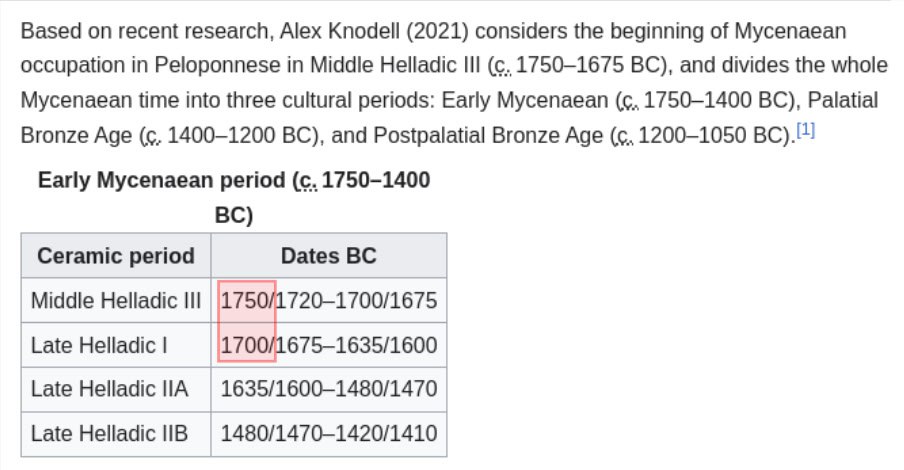 Based on recent research, Alex Knodell (2021) considers the beginning of Mycenaean
occupation in Peloponnese in Middle Helladic III (c. 1750–1675 BC), and divides the whole
Mycenaean time into three cultural periods: Early Mycenaean (c. 1750–1400 BC), Palatial
Bronze Age (c. 1400–1200 BC), and Postpalatial Bronze Age (c. 1200–1050 BC).[1]
Early Mycenaean period (c. 1750–1400
BC)
Ceramic period Dates BC
Middle Helladic III 1750/1720–1700/1675
Late Helladic I 1700/1675–1635/1600
Late Helladic IIA 1635/1600–1480/1470
Late Helladic IIB 1480/1470–1420/1410